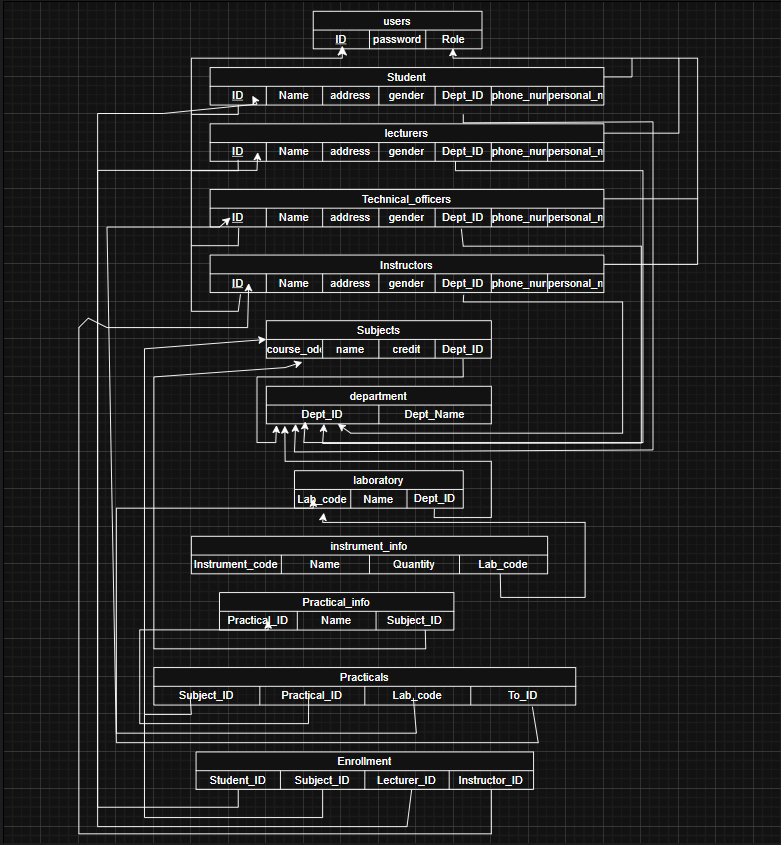 users
ID password Role
Student
ID Name address gender Dept_ID phone_nur personal_n
lecturers
ID Name address gender Dept_ID phone_nur personal_n
Technical_officers
ID Name address gender Dept_ID phone_nur personal_n
Instructors
ID Name address gender Dept_ID phone_nur personal_n
Subjects
course_od name credit Dept_ID
department
Dept_ID Dept_Name
laboratory
Lab_code Name Dept_ID
instrument_info
Instrument_code Name Quantity Lab_code
Practical_info
Practical_ID Name Subject_ID
Practicals
Subject_ID Practical_ID Lab_code To_ID
Enrollment
Student_ID Subject_ID Lecturer_ID Instructor_ID